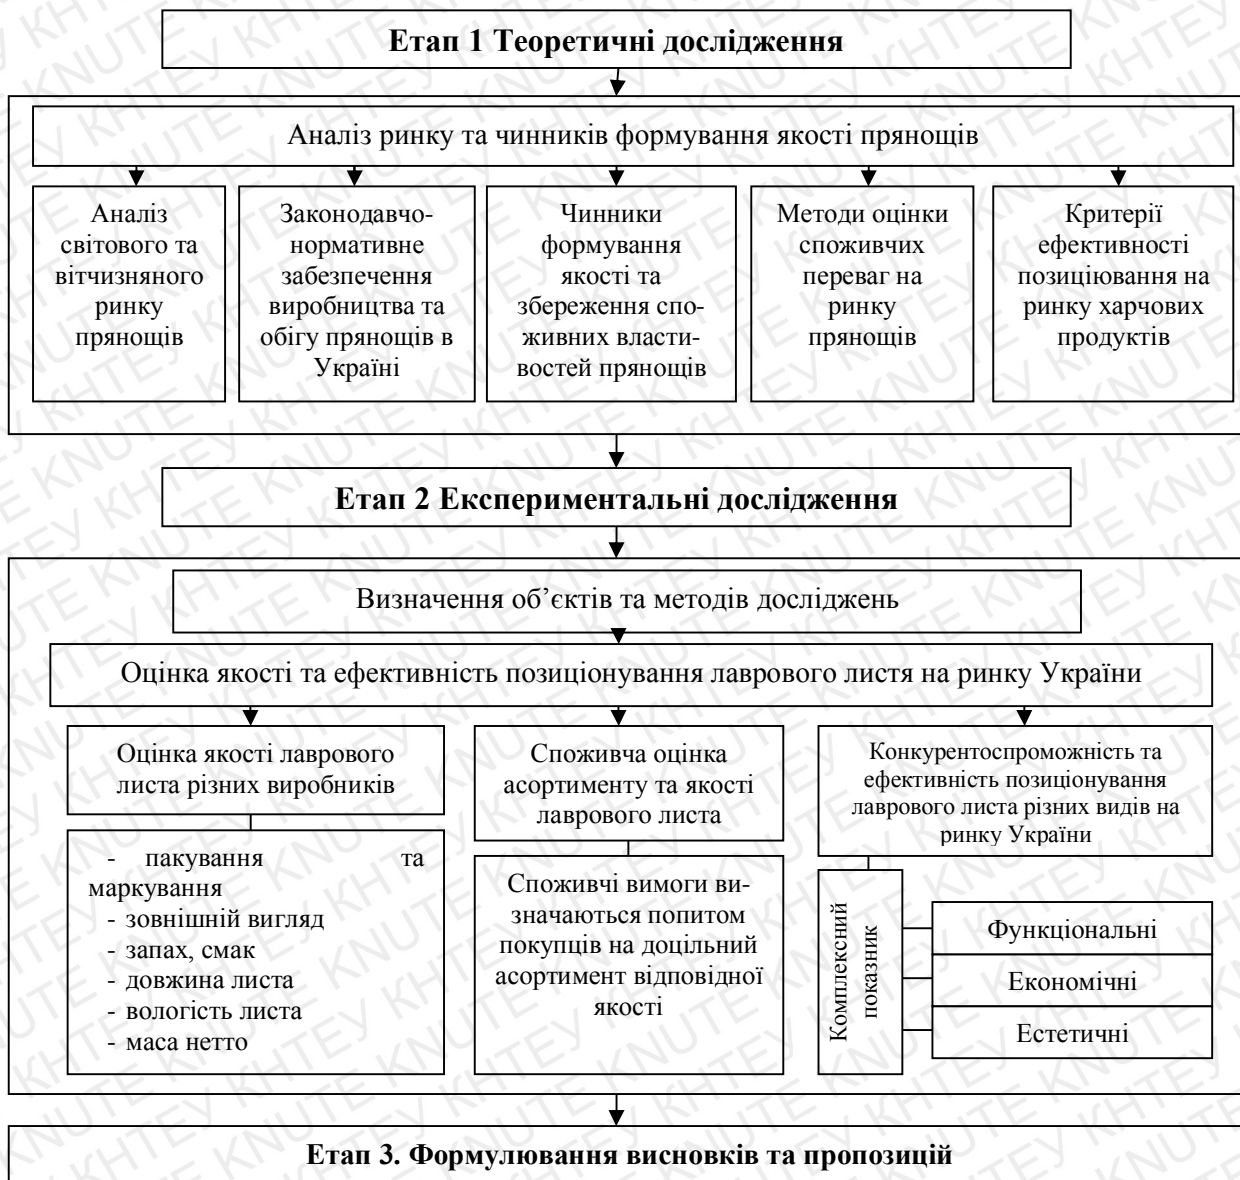 Етап 1 Теоретичні дослідження
Аналіз ринку та чинників формування якості прянощів
Аналіз
світового та
вітчизняного
ринку
прянощів
Законодавчо-
нормативне
забезпечення
виробництва та
обігу прянощів в
Україні
Чинники
формування
якості та
збереження спо-
живних власти-
востей прянощів
Методи оцінки
споживчих
переваг на
ринку
прянощів
Критерії
ефективності
позиціювання на
ринку харчових
продуктів
Етап 2 Експериментальні дослідження
Визначення об’єктів та методів досліджень
Оцінка якості та ефективність позиціонування лаврового листя на ринку України
Оцінка якості лаврового
листа різних виробників
- пакування та
маркування
- зовнішній вигляд
- запах, смак
- довжина листа
- вологість листа
- маса нетто
Споживча оцінка
асортименту та якості
лаврового листа
Споживчі вимоги ви-
значаються попитом
покупців на доцільний
асортимент відповідної
якості
Конкурентоспроможність та
ефективність позиціонування
лаврового листа різних видів на
ринку України
Комплексний
показник
Функціональні
Економічні
Естетичні
Етап 3. Формулювання висновків та пропозицій